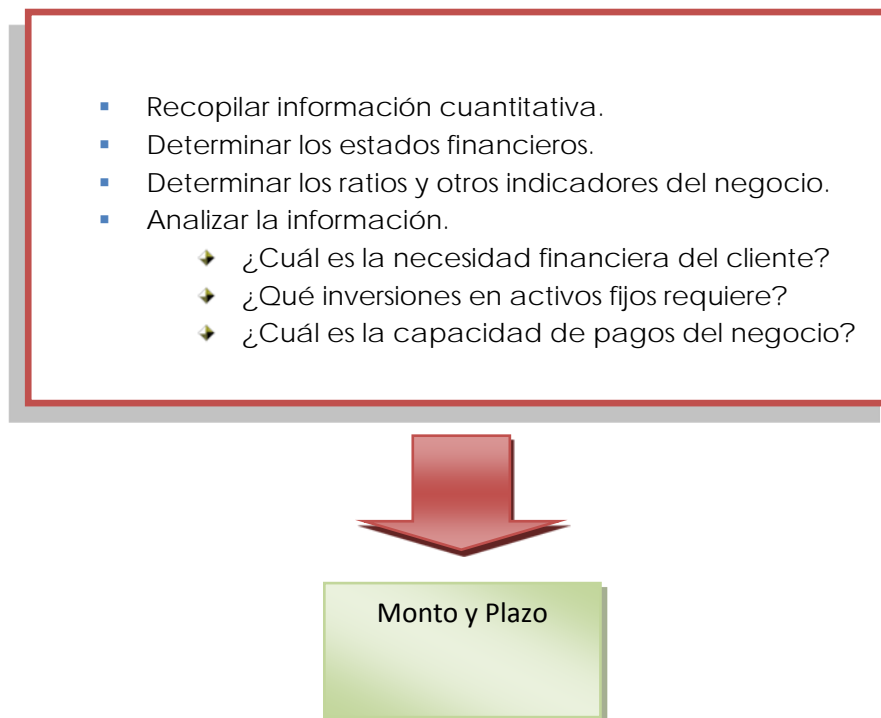 Recopilar información cuantitativa.
Determinar los estados financieros.
Determinar los ratios y otros indicadores del negocio.
Analizar la información.
¿Cuál es la necesidad financiera del cliente?
¿Qué inversiones en activos fijos requiere?
¿Cuál es la capacidad de pagos del negocio?
Monto y Plazo